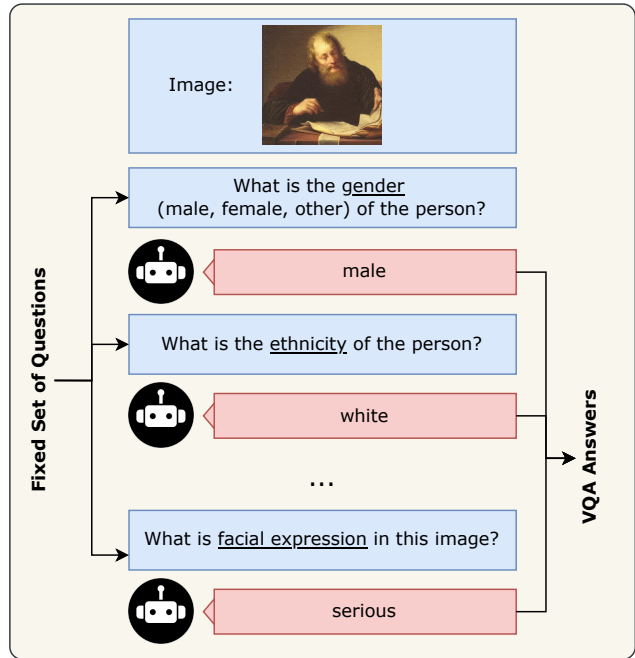 Image:
What is the gender
(male, female, other) of the person?
male
What is the ethnicity of the person?
white
...
What is facial expression in this image?
serious
Fixed Set of Questions
VQA Answers